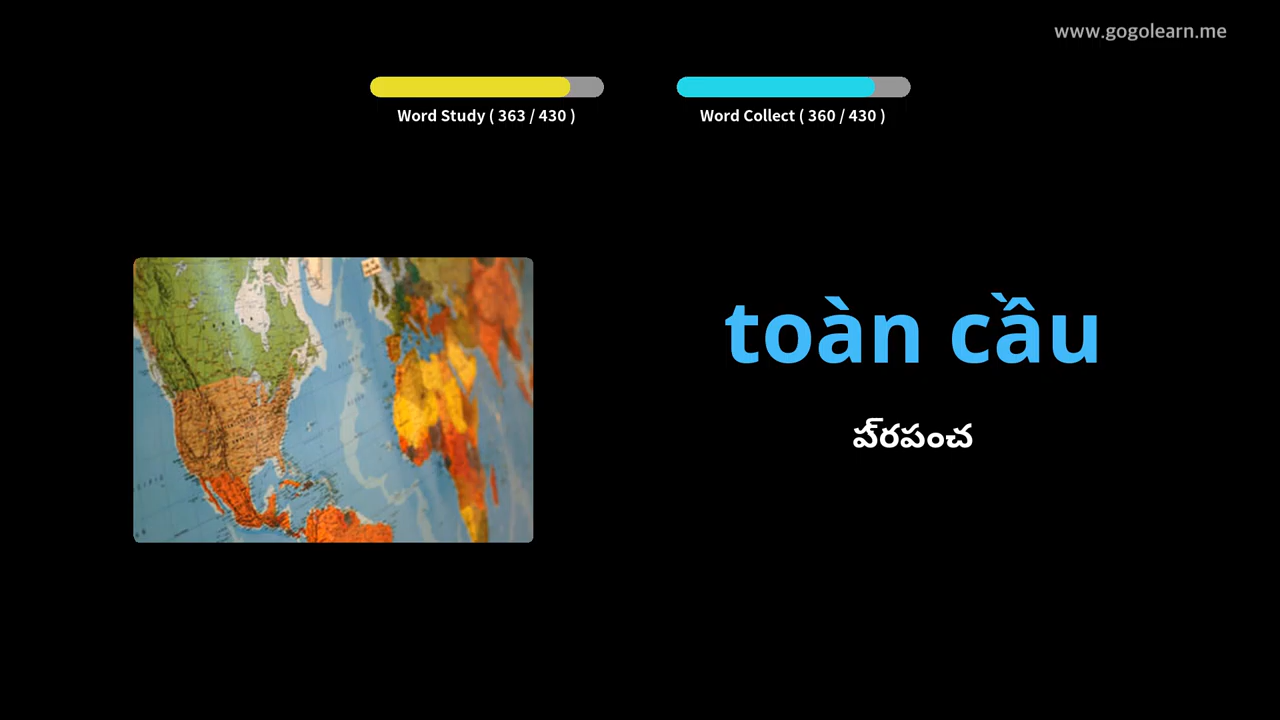 www.gogolearn.me
Word Study ( 363 / 430 )
Word Collect ( 360 / 430 )
toàn cầu
ప్రపంచ